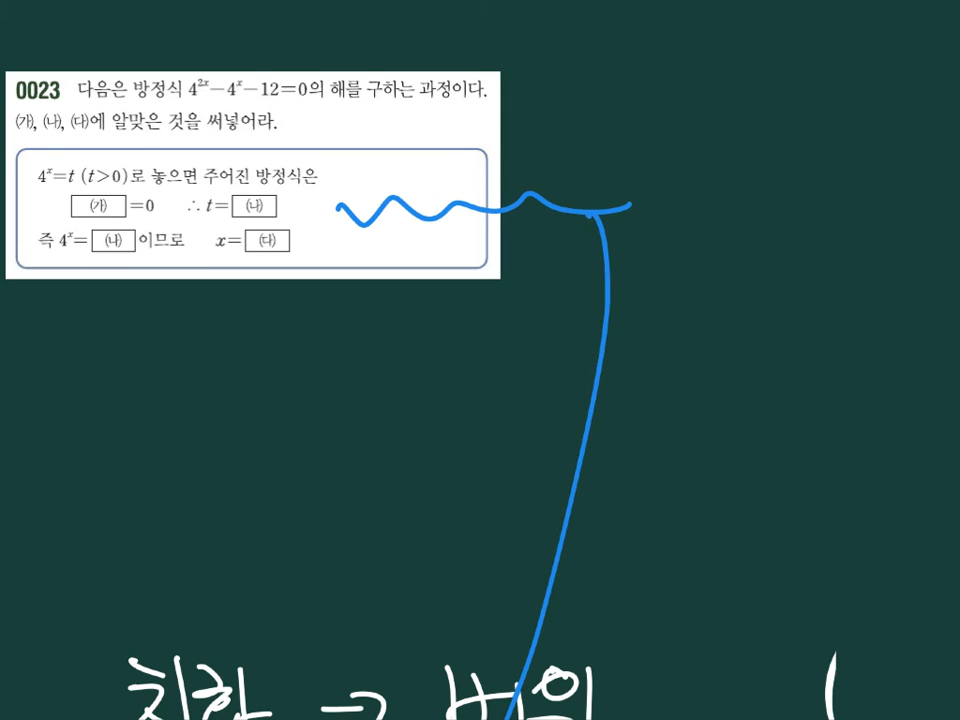 0023 다음은 방정식 4^{2x}-4^x-12=0의 해를 구하는 과정이다.
㈎, ㈏, ㈐에 알맞은 것을 써넣어라.
4^x=t (t>0)로 놓으면 주어진 방정식은
㈎ =0 ∴ t= ㈏
즉 4^x= ㈏ 이므로 x= ㈐
치환 → 범위